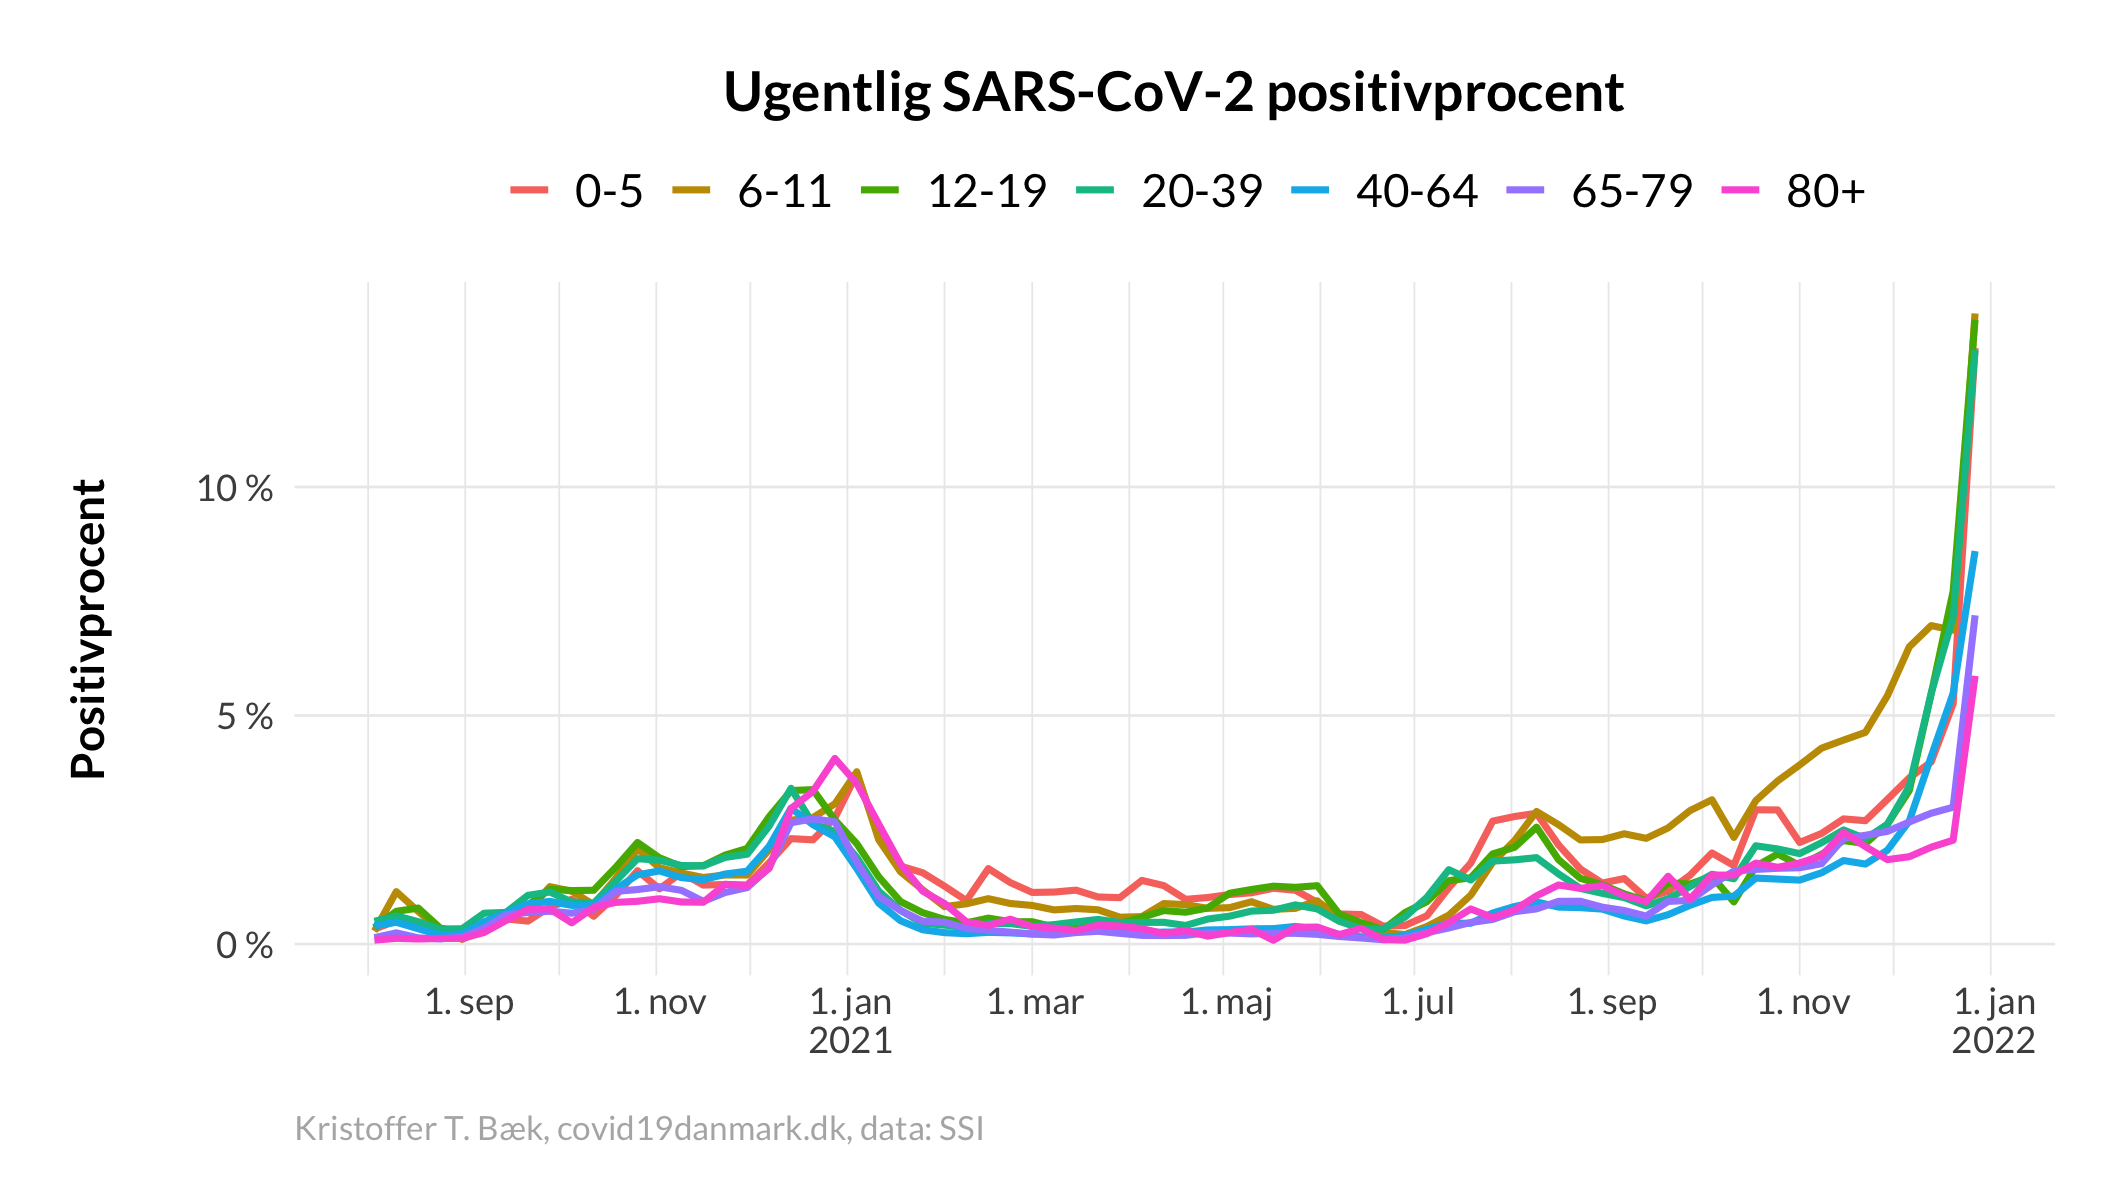 Ugentlig SARS-CoV-2 positivprocent
0-5 6-11 12-19 20-39 40-64 65-79 80+
Positivprocent
10 %
5 %
0 %
1. sep 1. nov 1. jan 1. mar 1. maj 1. jul 1. sep 1. nov 1. jan
2021 2022
Kristoffer T. Bæk, covid19danmark.dk, data: SSI